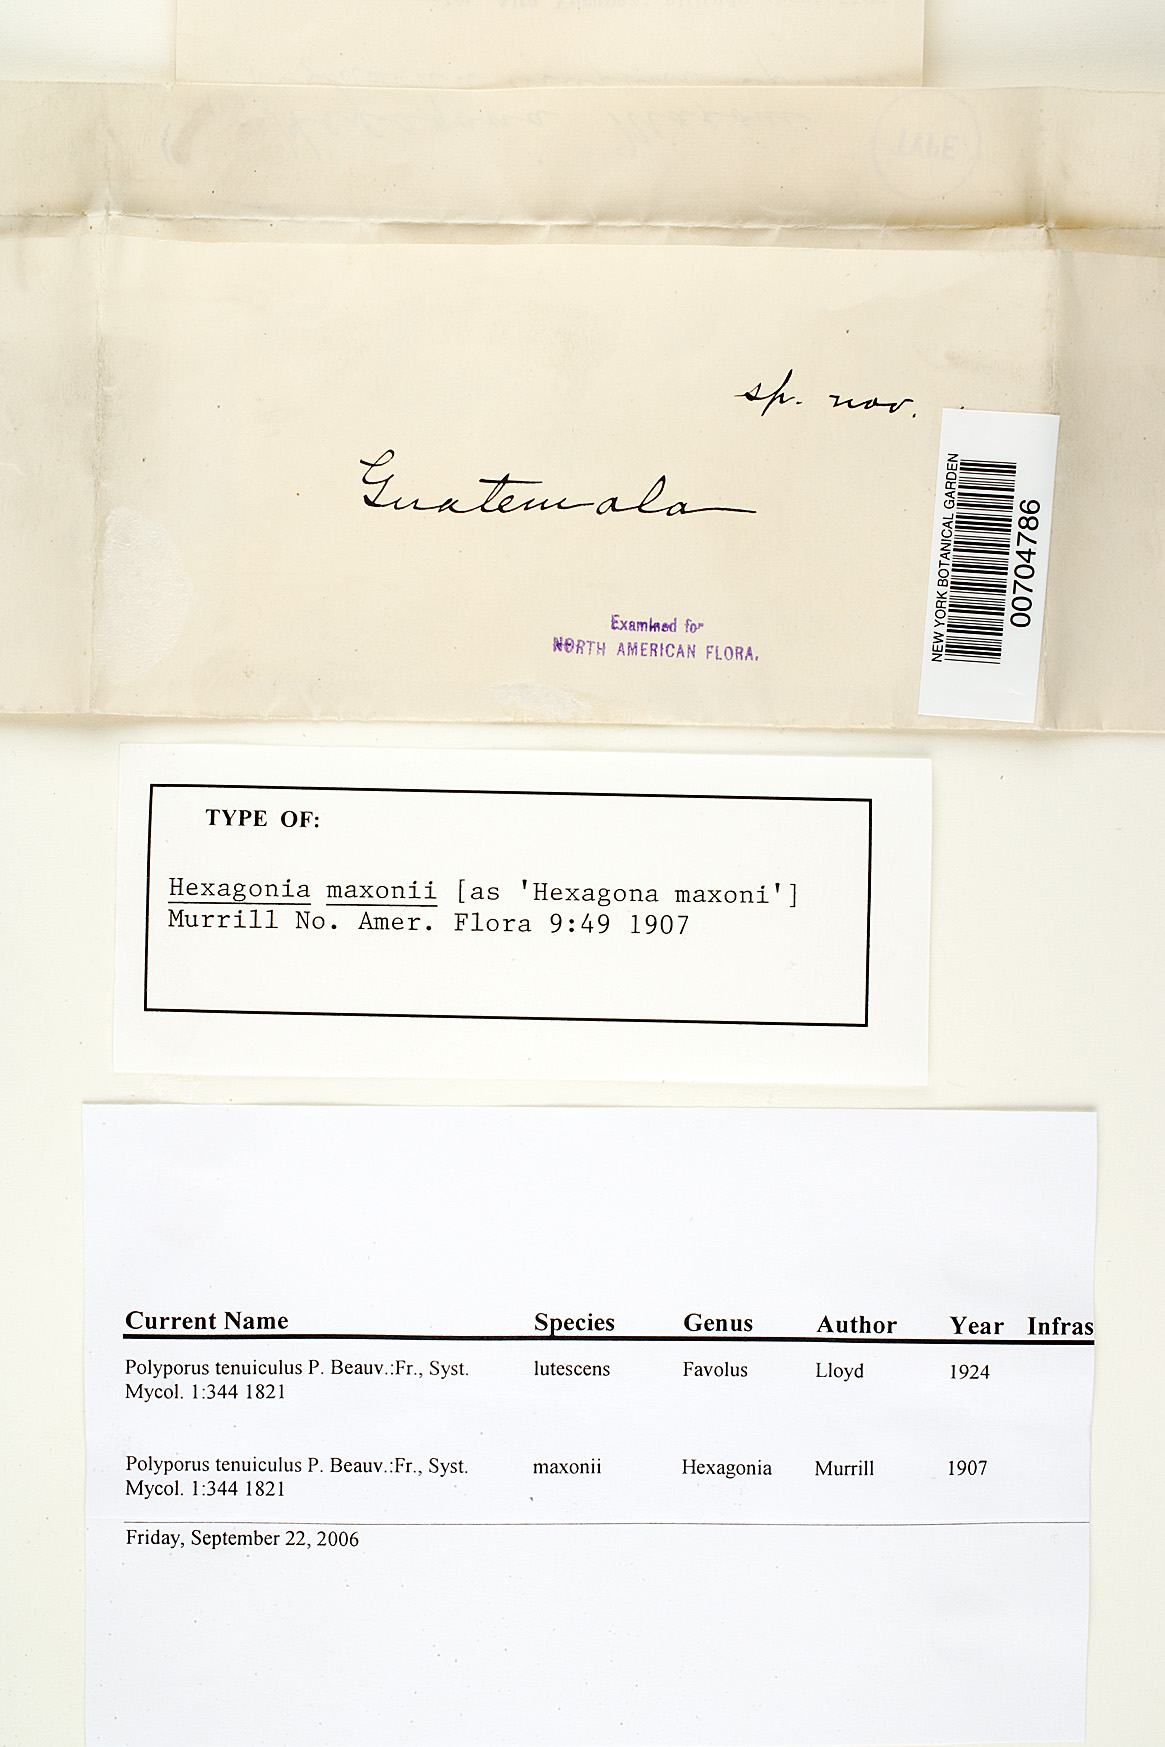 sp. nov.
Guatemala
Examined for
NORTH AMERICAN FLORA.
NEW YORK BOTANICAL GARDEN
00704786
TYPE OF:
Hexagonia maxonii [as 'Hexagona maxoni']
Murrill No. Amer. Flora 9:49 1907
Current Name Species Genus Author Year Infras
Polyporus tenuiculus P. Beauv.:Fr., Syst. lutescens Favolus Lloyd 1924
Mycol. 1:344 1821
Polyporus tenuiculus P. Beauv.:Fr., Syst. maxonii Hexagonia Murrill 1907
Mycol. 1:344 1821
Friday, September 22, 2006